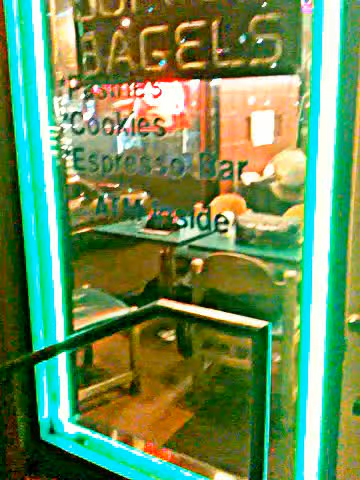 BAGELS
*Pastries
*Cookies
*Espresso Bar
ATM inside